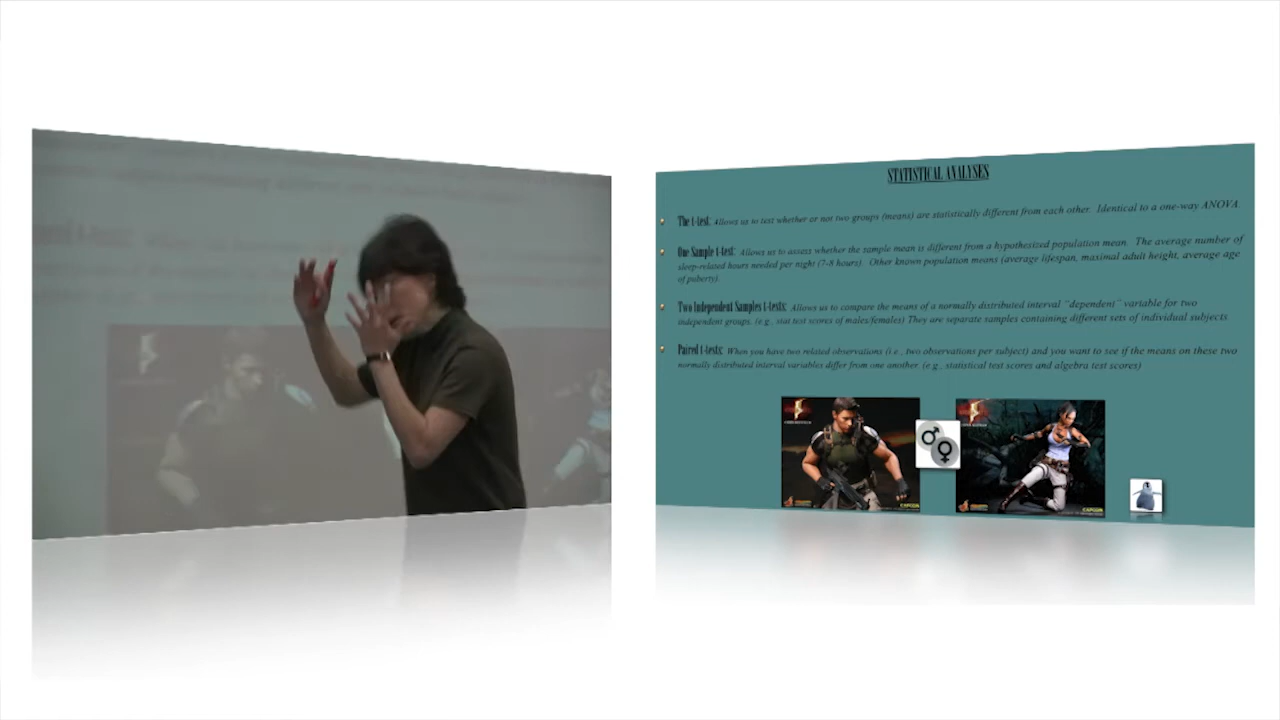 STATISTICAL ANALYSES
The t-test: Allows us to test whether or not two groups (means) are statistically different from each other. Identical to a one-way ANOVA.
One Sample t-test: Allows us to assess whether the sample mean is different from a hypothesized population mean. The average number of
sleep-related hours needed per night (7-8 hours). Other known population means (average lifespan, maximal adult height, average age
of puberty).
Two Independent Samples t-tests: Allows us to compare the means of a normally distributed interval "dependent" variable for two
independent groups. (e.g., stat test scores of males/females) They are separate samples containing different sets of individual subjects.
Paired t-tests: When you have two related observations (i.e., two observations per subject) and you want to see if the means on these two
normally distributed interval variables differ from one another. (e.g., statistical test scores and algebra test scores)
CAPCOM
CAPCOM